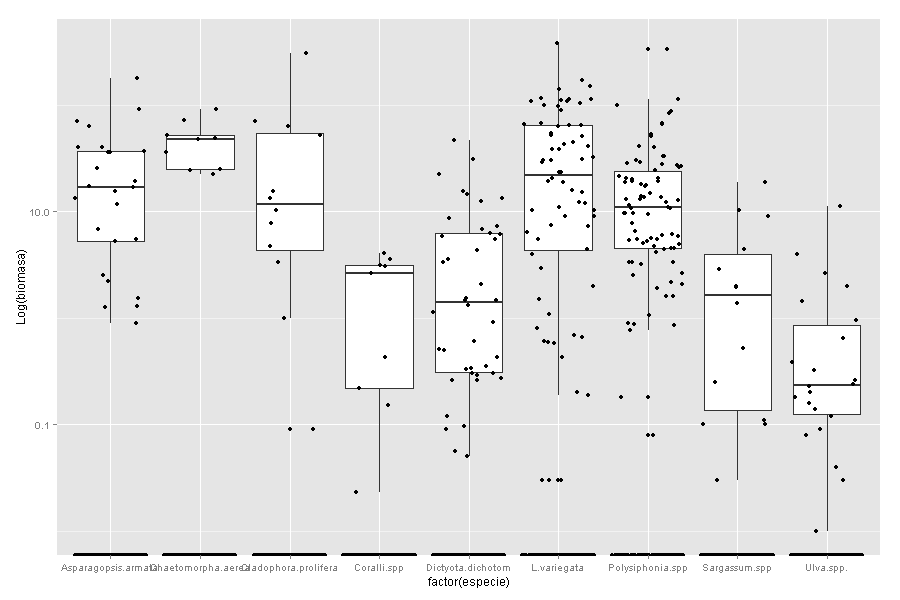 Log(biomasa)
10.0
0.1
Asparagopsis.armata Chaetomorpha.aerea Cladophora.prolifera Coralli.spp Dictyota.dichotom L.variegata Polysiphonia.spp Sargassum.spp Ulva.spp.
factor(especie)